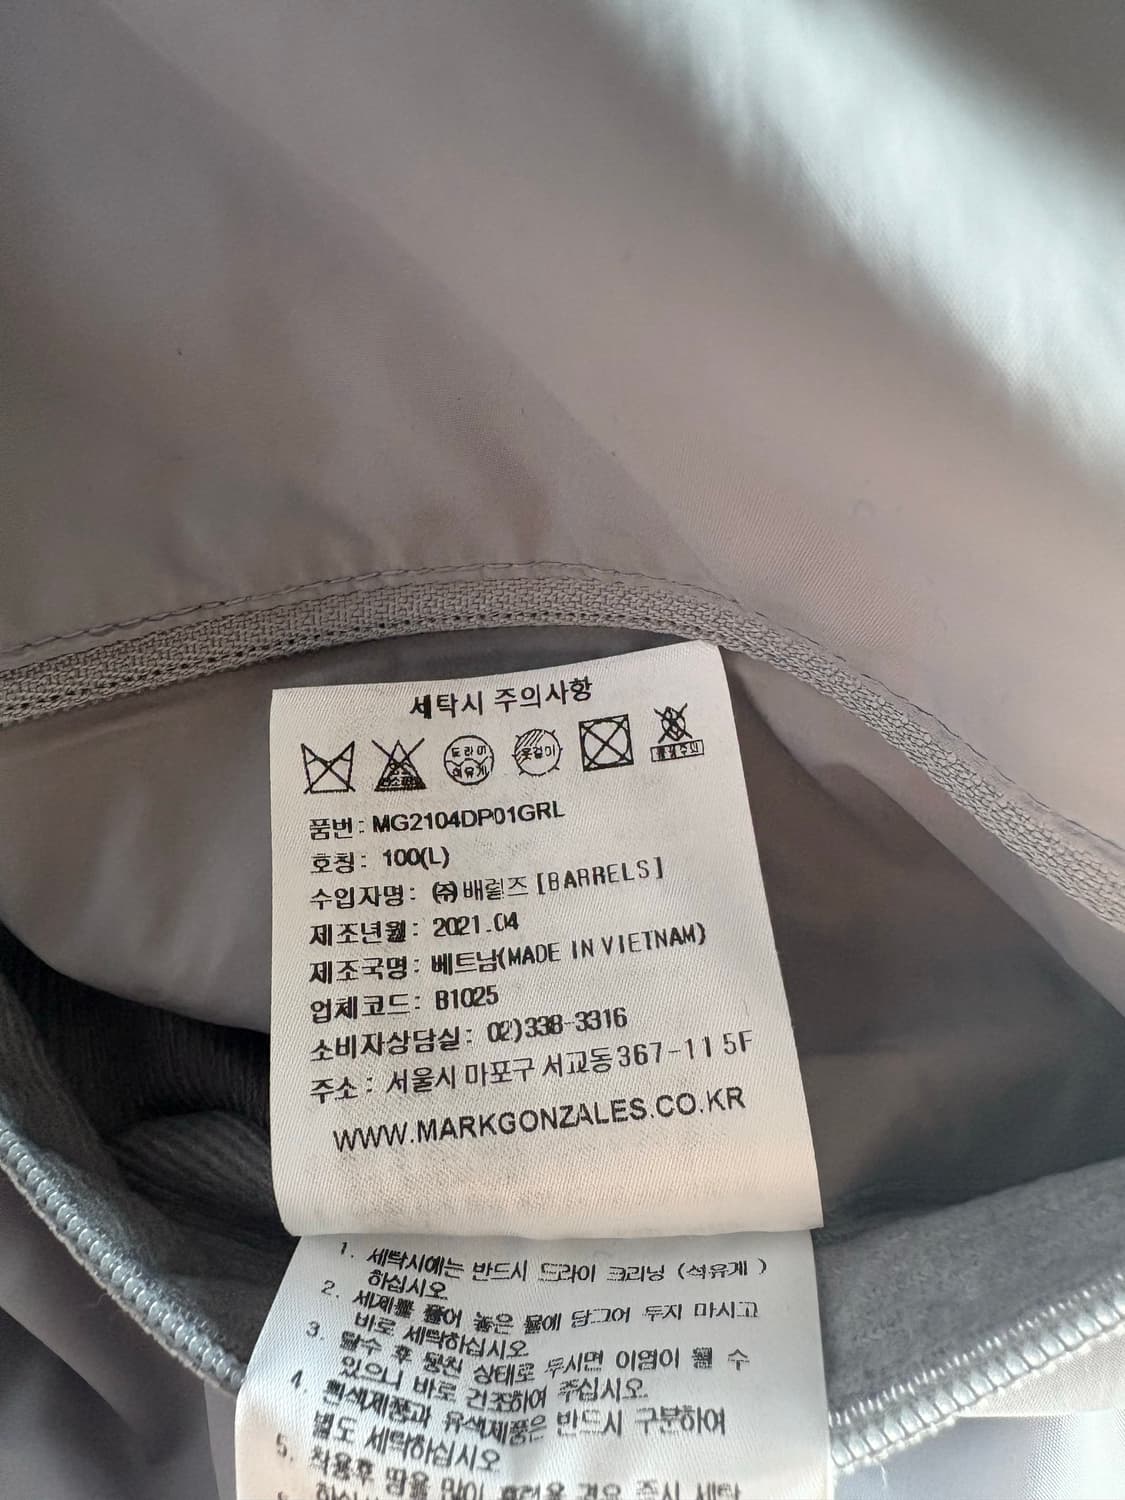 세탁시 주의사항
드라이
석유계
옷걸이
품번: MG2104DP01GRL
호칭: 100(L)
수입자명: ㈜배럴즈 [BARRELS]
제조년월: 2021.04
제조국명: 베트남(MADE IN VIETNAM)
업체코드: B1025
소비자상담실: 02)338-3316
주소: 서울시 마포구 서교동367-11 5F
WWW.MARKGONZALES.CO.KR
1. 세탁시에는 반드시 드라이 크리닝 (석유계)
하십시오
2. 세제를 풀어 놓은 물에 담그어 두지 마시고
바로 세탁하십시오
3. 탈수 후 뭉친 상태로 두시면 이염이 될 수
있으니 바로 건조하여 주십시오
4. 흰색제품과 유색제품은 반드시 구분하여
별도 세탁하십시오
5. 착용후 땀을 많이 흘렸을 경우 즉시 세탁